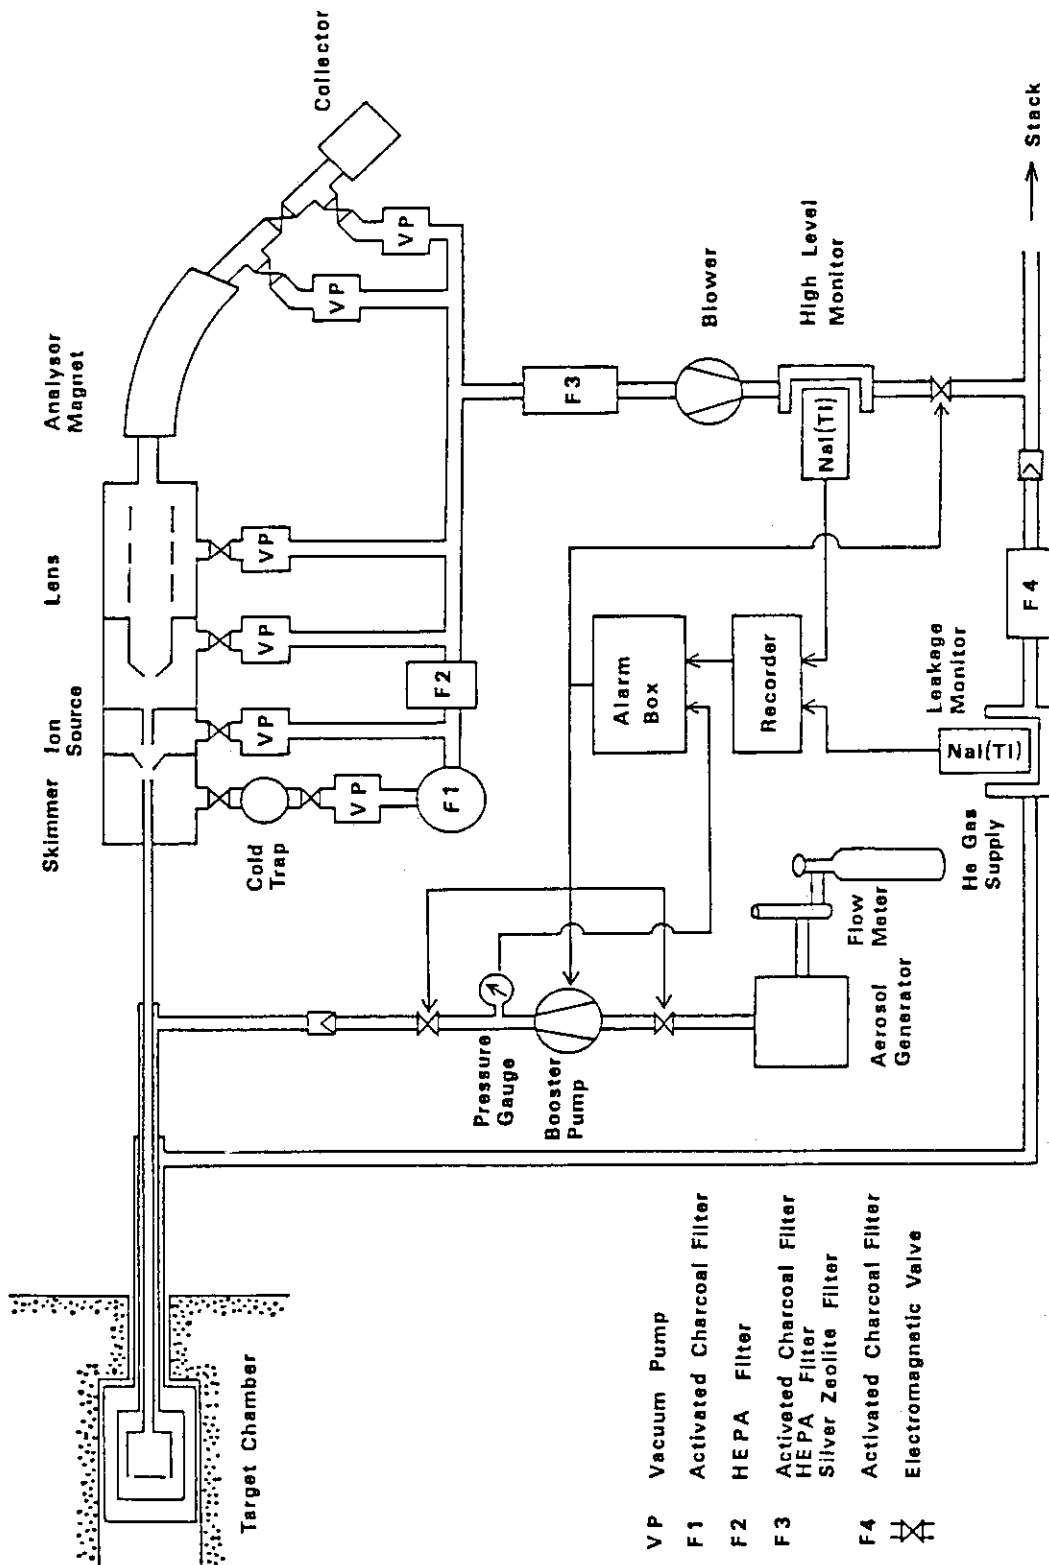 Target Chamber
Skimmer
Ion
Source
Lens
Analysor
Magnet
Collector
Cold
Trap
VP
VP
VP
VP
VP
VP
F1
F2
F3
Pressure
Gauge
Booster
Pump
Alarm
Box
Recorder
NaI(Tl)
Blower
High Level
Monitor
Aerosol
Generator
Flow
Meter
He Gas
Supply
NaI(Tl)
Leakage
Monitor
F4
Stack
VP Vacuum Pump
F1 Activated Charcoal Filter
F2 HEPA Filter
F3 Activated Charcoal Filter
HEPA Filter
Silver Zeolite Filter
F4 Activated Charcoal Filter
Electromagnetic Valve